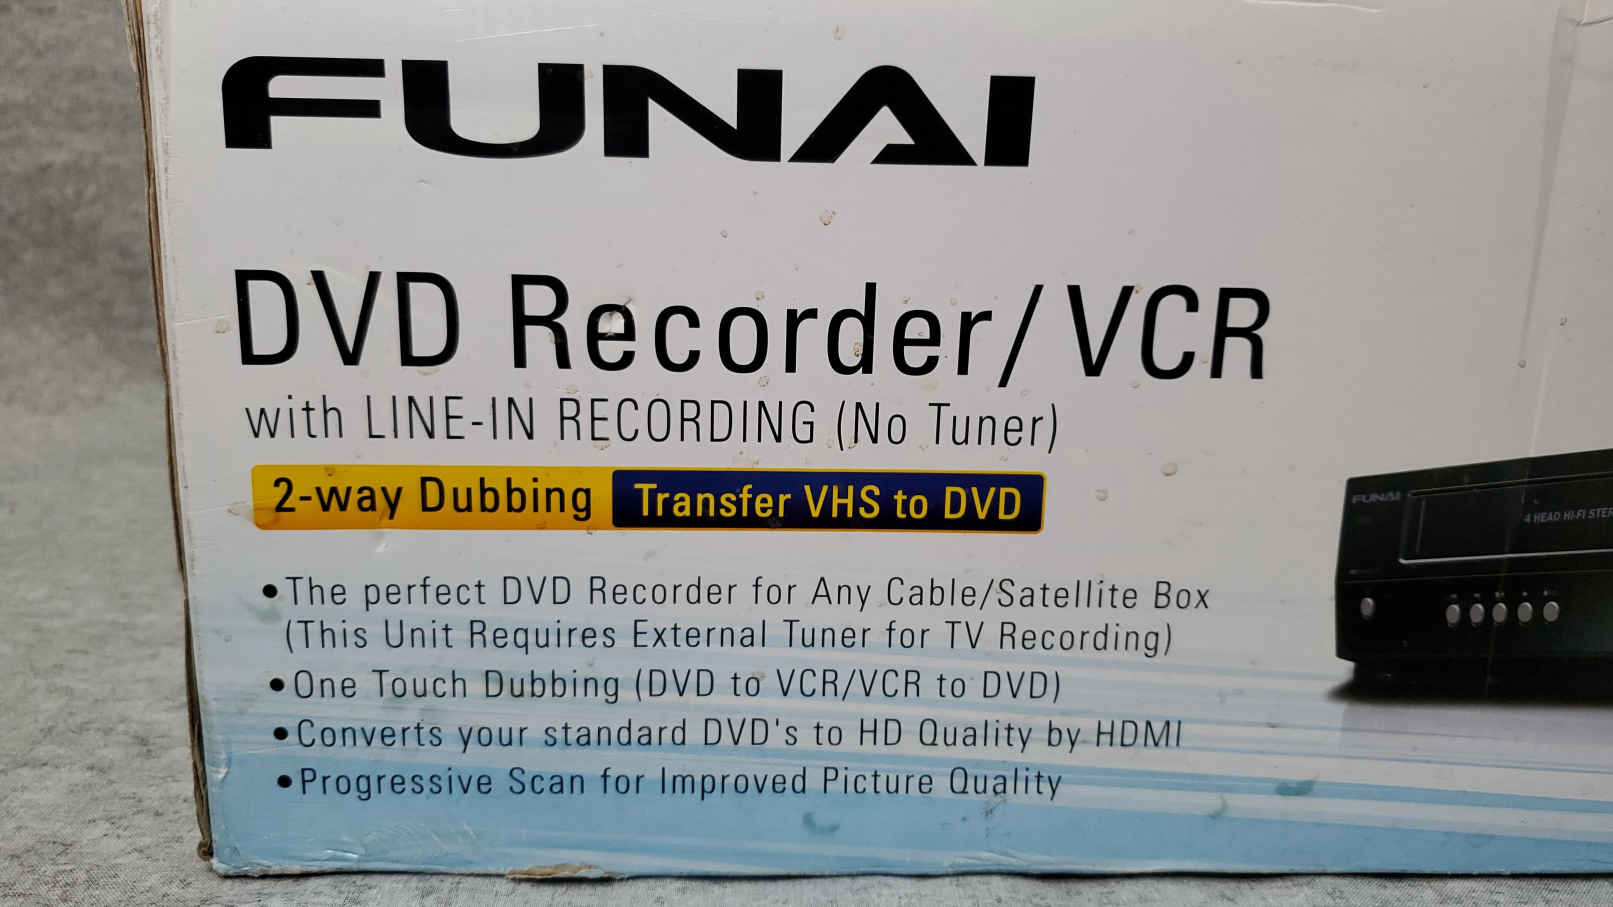 FUNAI
DVD Recorder/VCR
with LINE-IN RECORDING (No Tuner)
2-way Dubbing Transfer VHS to DVD
•The perfect DVD Recorder for Any Cable/Satellite Box
(This Unit Requires External Tuner for TV Recording)
•One Touch Dubbing (DVD to VCR/VCR to DVD)
•Converts your standard DVD's to HD Quality by HDMI
•Progressive Scan for Improved Picture Quality
FUNAI
4 HEAD HI-FI STER